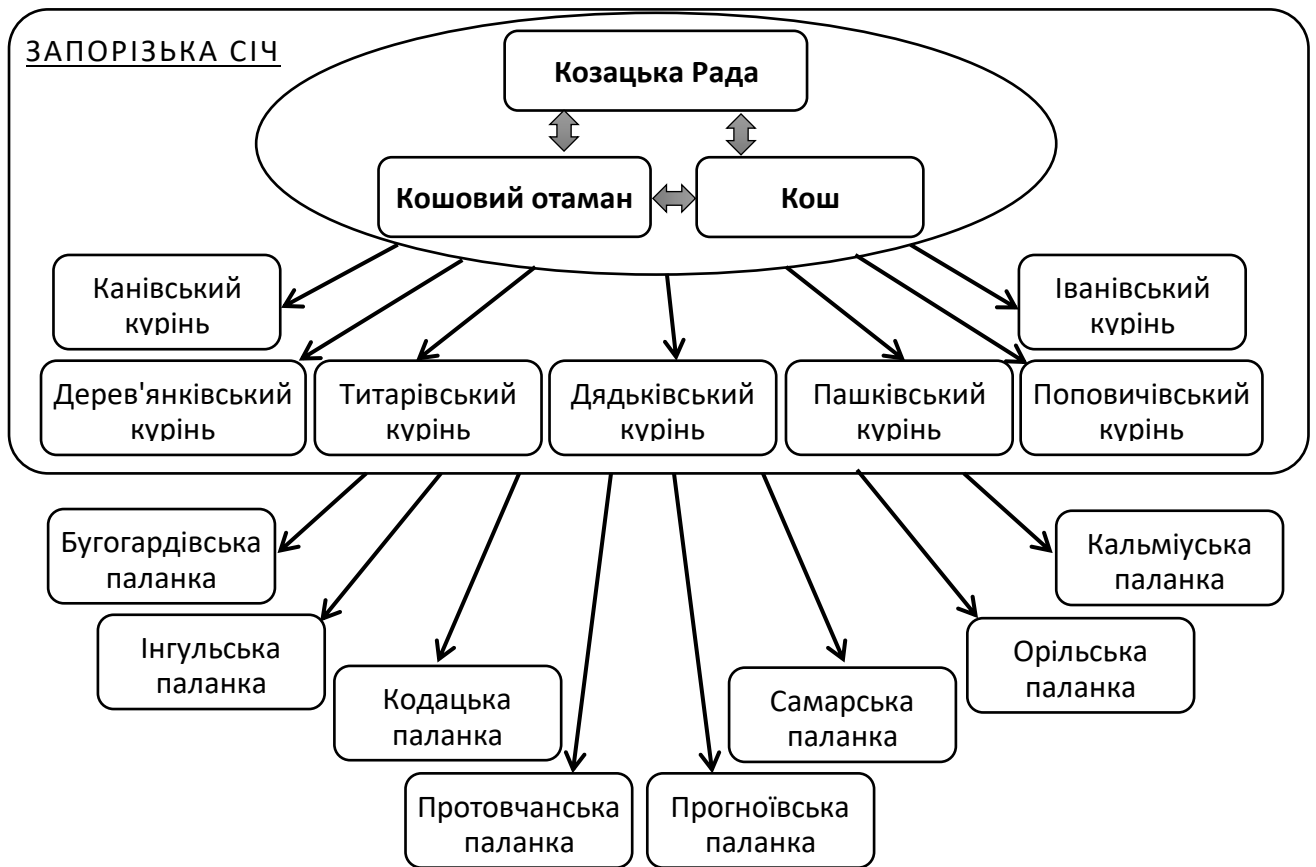 ЗАПОРІЗЬКА СІЧ
Козацька Рада
Кошовий отаман
Кош
Канівський
курінь
Іванівський
курінь
Дерев'янківський
курінь
Титарівський
курінь
Дядьківський
курінь
Пашківський
курінь
Поповичівський
курінь
Бугогардівська
паланка
Кальміуська
паланка
Інгульська
паланка
Орільська
паланка
Кодацька
паланка
Самарська
паланка
Протовчанська
паланка
Прогноївська
паланка